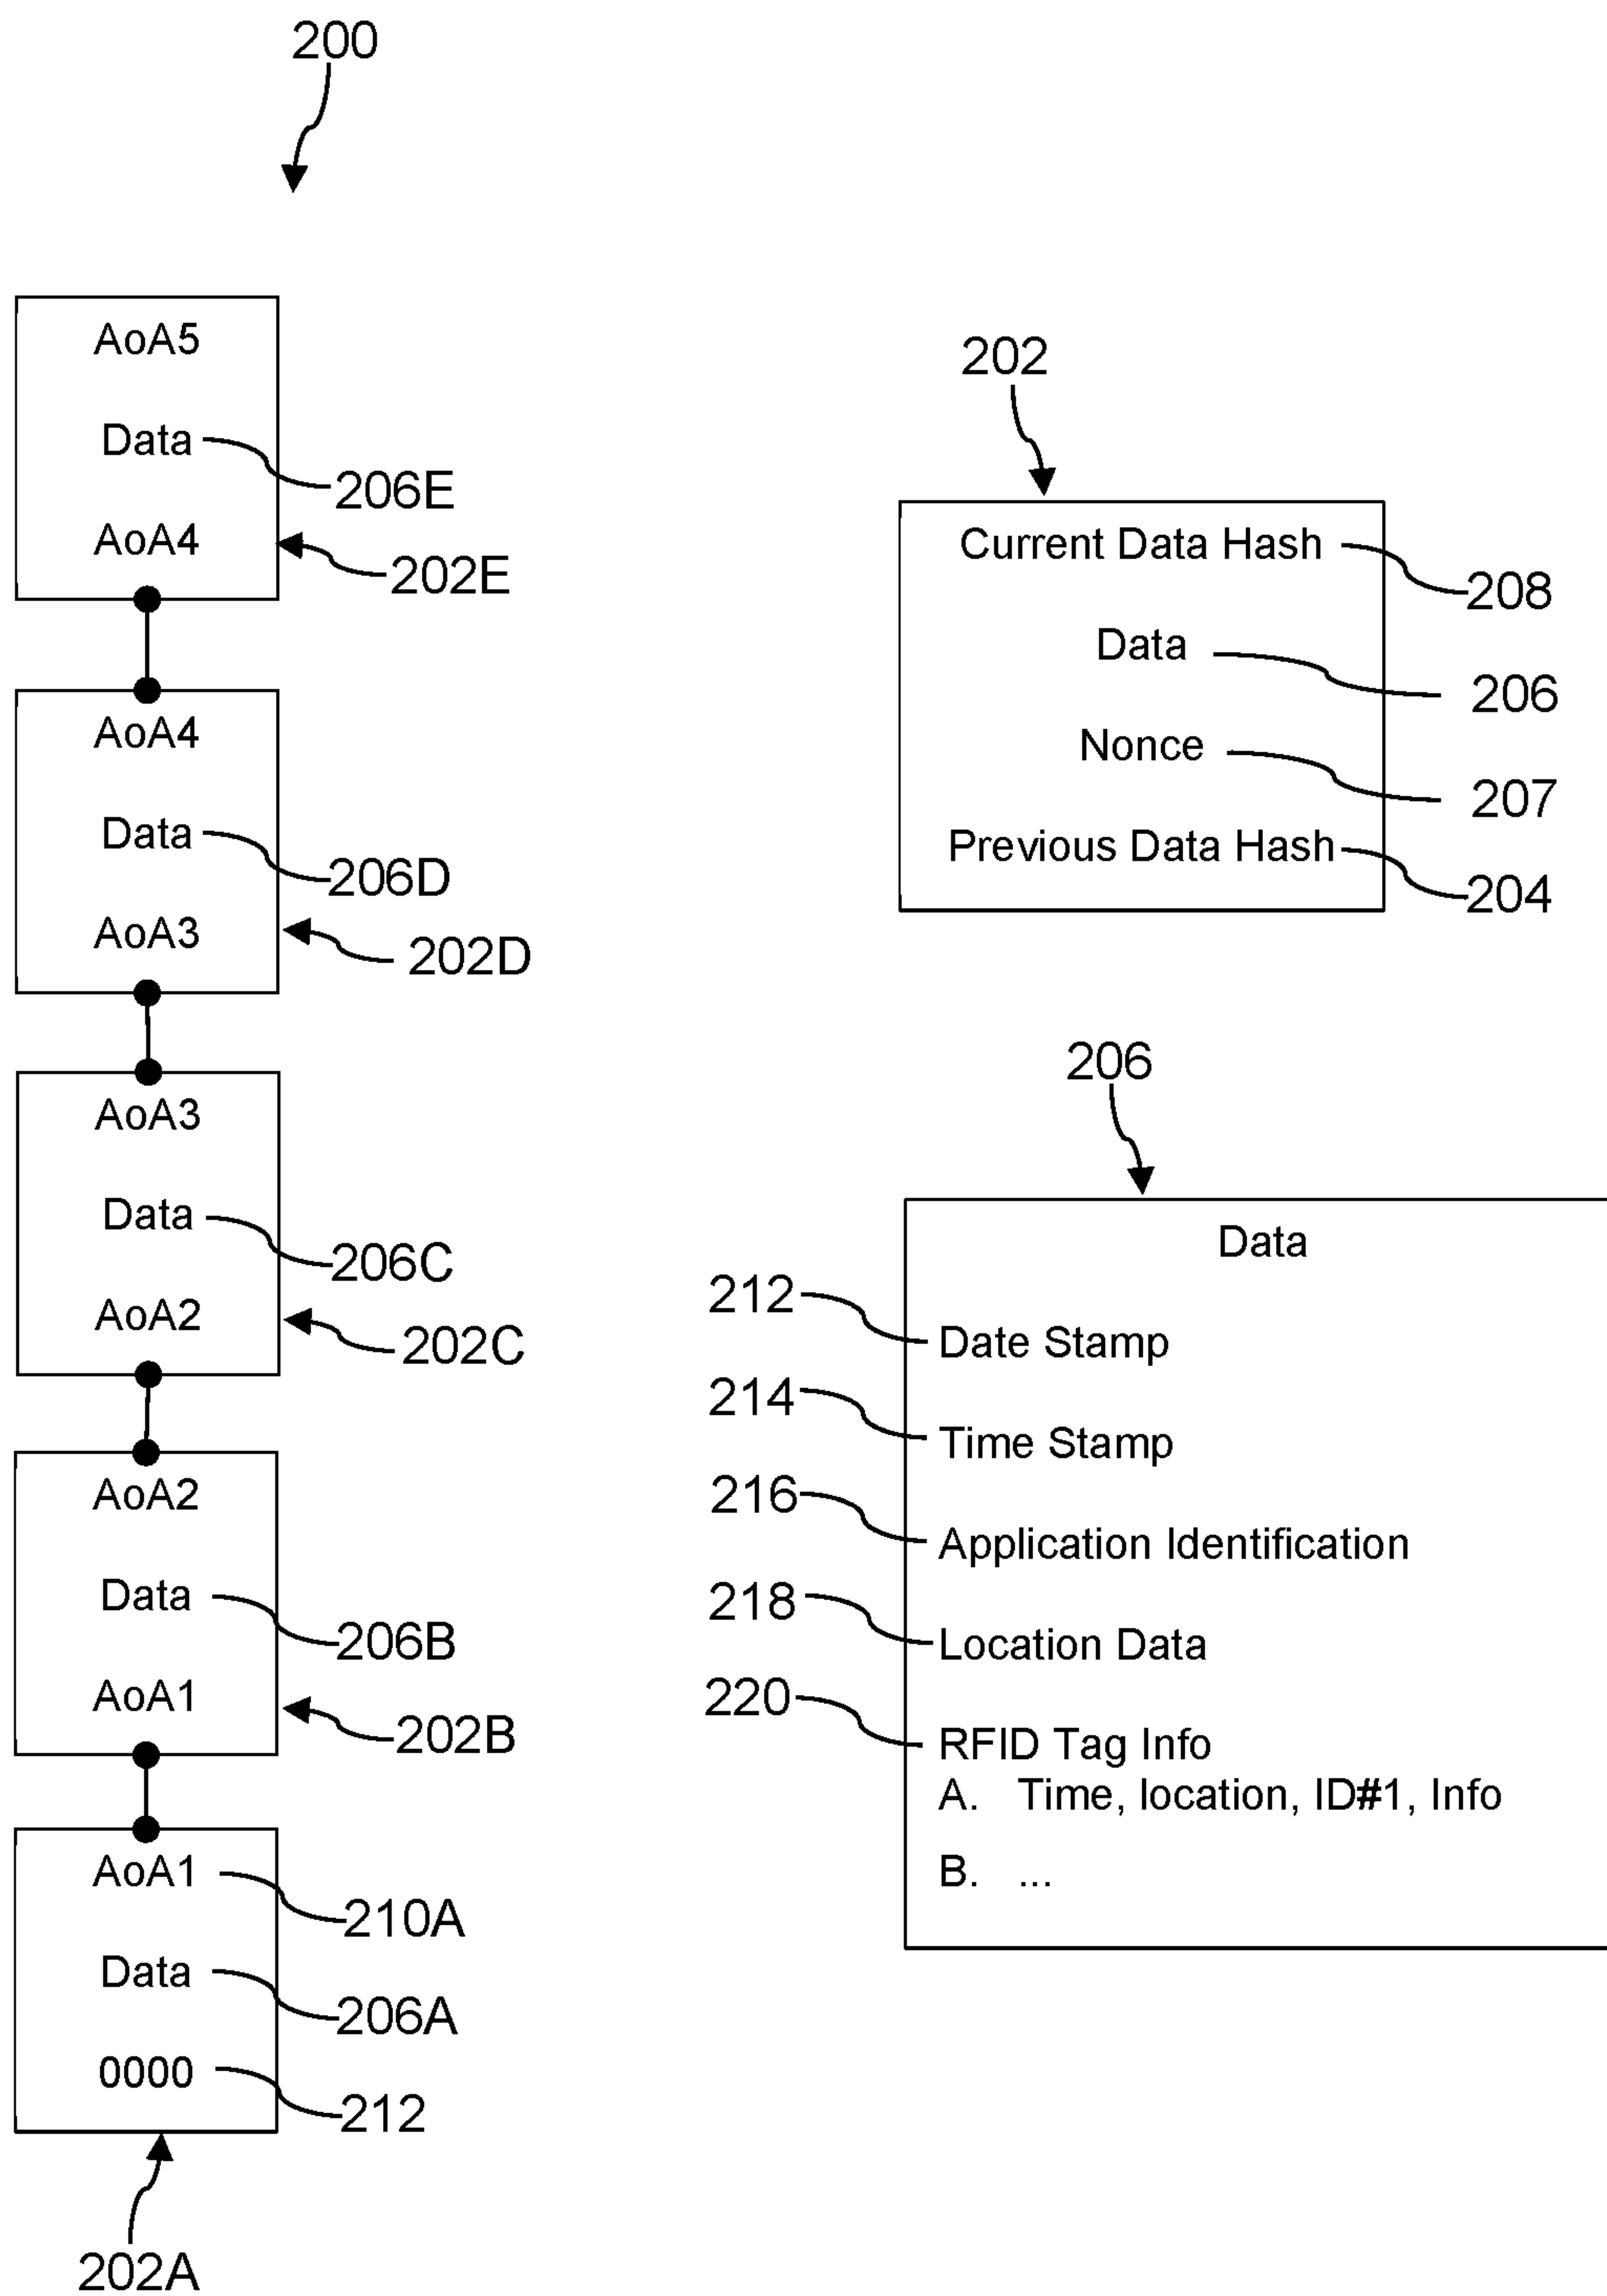 200
AoA5
Data
206E
AoA4
202E
AoA4
Data
206D
AoA3
202D
AoA3
Data
206C
AoA2
202C
AoA2
Data
206B
AoA1
202B
AoA1
210A
Data
206A
0000
212
202A
202
Current Data Hash
208
Data
206
Nonce
207
Previous Data Hash
204
206
Data
212
Date Stamp
214
Time Stamp
216
Application Identification
218
Location Data
220
RFID Tag Info
A. Time, location, ID#1, Info
B. ...